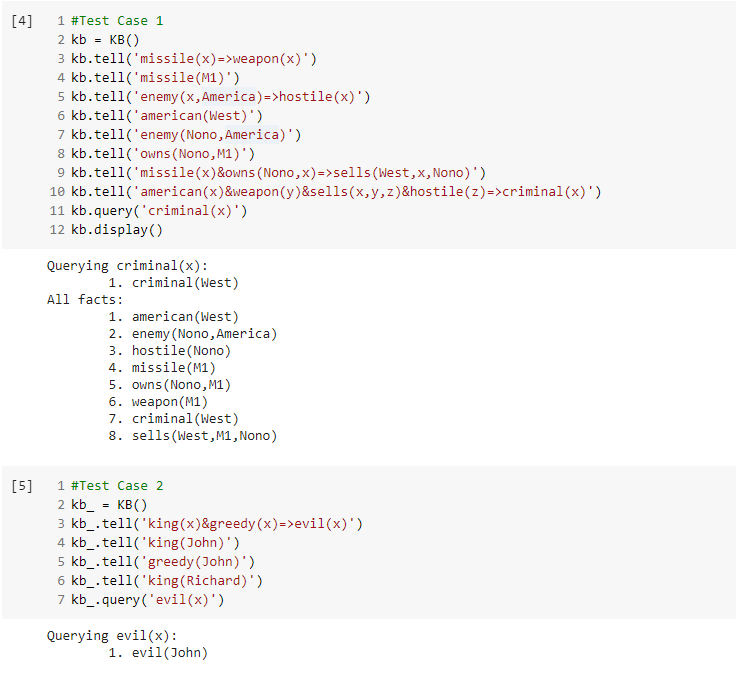 [4] 1 #Test Case 1
2 kb = KB()
3 kb.tell('missile(x)=>weapon(x)')
4 kb.tell('missile(M1)')
5 kb.tell('enemy(x,America)=>hostile(x)')
6 kb.tell('american(West)')
7 kb.tell('enemy(Nono,America)')
8 kb.tell('owns(Nono,M1)')
9 kb.tell('missile(x)&owns(Nono,x)=>sells(West,x,Nono)')
10 kb.tell('american(x)&weapon(y)&sells(x,y,z)&hostile(z)=>criminal(x)')
11 kb.query('criminal(x)')
12 kb.display()
Querying criminal(x):
1. criminal(West)
All facts:
1. american(West)
2. enemy(Nono,America)
3. hostile(Nono)
4. missile(M1)
5. owns(Nono,M1)
6. weapon(M1)
7. criminal(West)
8. sells(West,M1,Nono)
[5] 1 #Test Case 2
2 kb_ = KB()
3 kb_.tell('king(x)&greedy(x)=>evil(x)')
4 kb_.tell('king(John)')
5 kb_.tell('greedy(John)')
6 kb_.tell('king(Richard)')
7 kb_.query('evil(x)')
Querying evil(x):
1. evil(John)